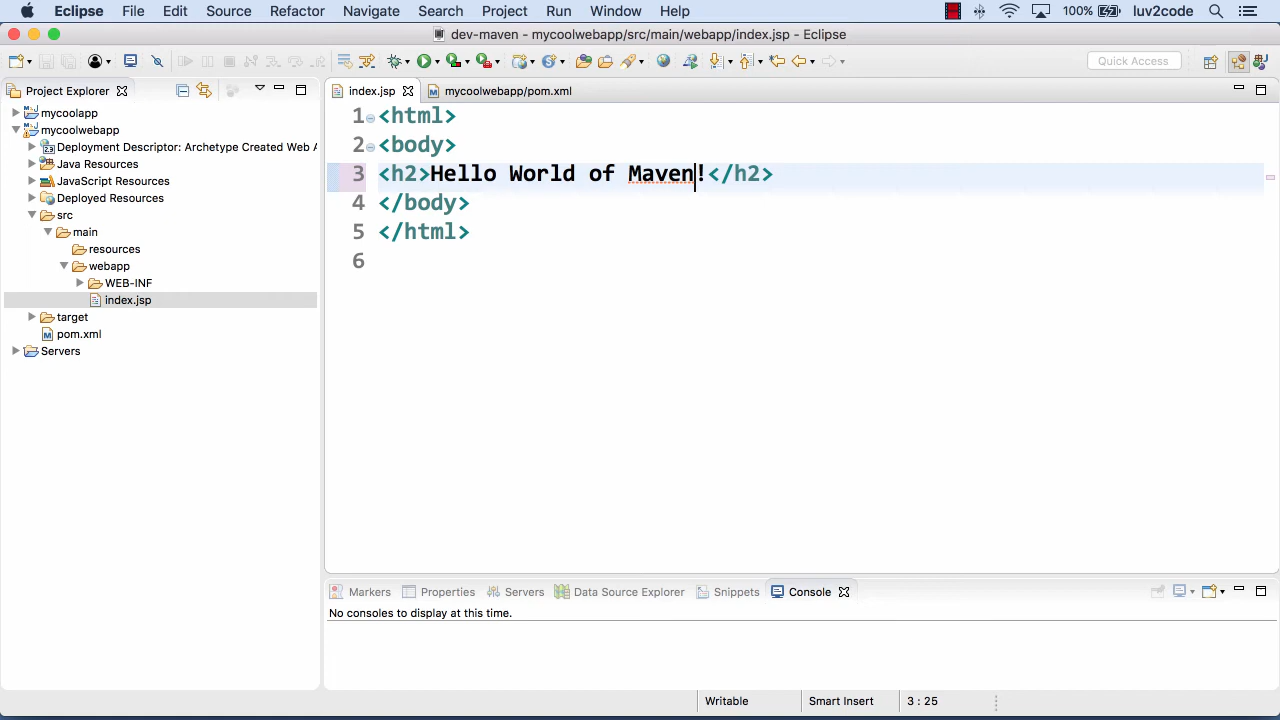 Eclipse File Edit Source Refactor Navigate Search Project Run Window Help 100% luv2code
dev-maven - mycoolwebapp/src/main/webapp/index.jsp - Eclipse
Quick Access
Project Explorer
index.jsp mycoolwebapp/pom.xml
mycoolapp
mycoolwebapp
Deployment Descriptor: Archetype Created Web A
Java Resources
JavaScript Resources
Deployed Resources
src
main
resources
webapp
WEB-INF
index.jsp
target
pom.xml
Servers
1 <html>
2 <body>
3 <h2>Hello World of Maven!</h2>
4 </body>
5 </html>
6
Markers Properties Servers Data Source Explorer Snippets Console
No consoles to display at this time.
Writable Smart Insert 3 : 25